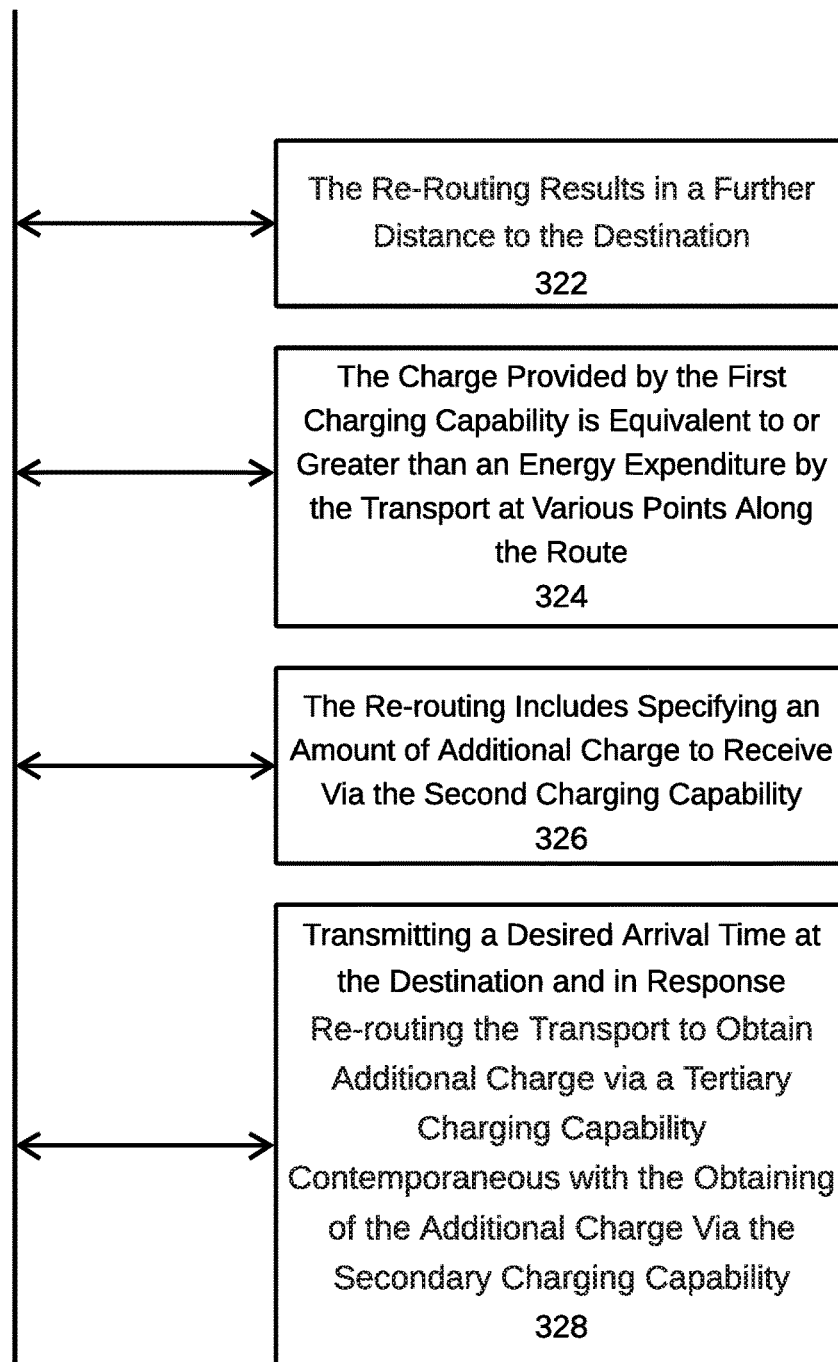 The Re-Routing Results in a Further
Distance to the Destination
322
The Charge Provided by the First
Charging Capability is Equivalent to or
Greater than an Energy Expenditure by
the Transport at Various Points Along
the Route
324
The Re-routing Includes Specifying an
Amount of Additional Charge to Receive
Via the Second Charging Capability
326
Transmitting a Desired Arrival Time at
the Destination and in Response
Re-routing the Transport to Obtain
Additional Charge via a Tertiary
Charging Capability
Contemporaneous with the Obtaining
of the Additional Charge Via the
Secondary Charging Capability
328